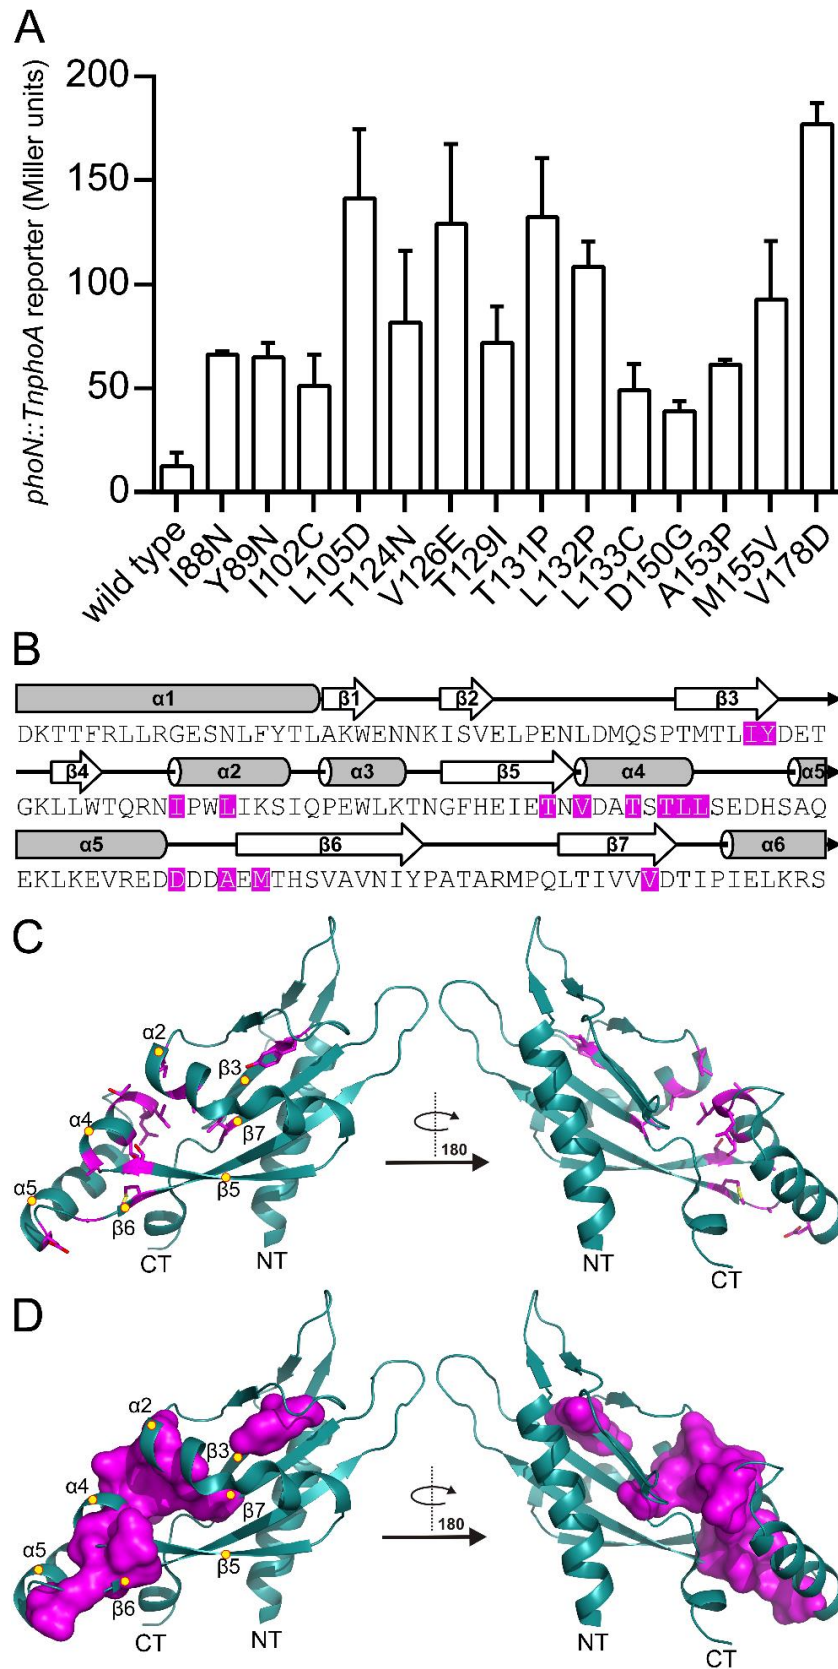 A
phoN::TnphoA reporter (Miller units)
200
150
100
50
0
wild type
I88N
Y89N
I102C
L105D
T124N
V126E
T129I
T131P
L132P
L133C
D150G
A153P
M155V
V178D
B
α1 β1 β2 β3
DKTTFRLLRGESNLFYTLAKWENNKISVELPENLDMQSPTMTLIYDET
β4 α2 α3 β5 α4 α5
GKLLWTQRNIPWLIKSIQPEWLKTNGFHEIETNVDATSTLLSEDHSAQ
α5 β6 β7 α6
EKLKEVREDDDDAEMTHSVAVNIYPATARMPQLTIVVVDTIPIELKRS
C
α2
β3
α4
β7
α5
β5
β6
CT
NT
180
NT
CT
D
α2
β3
α4
β7
α5
β5
β6
CT
NT
180
NT
CT